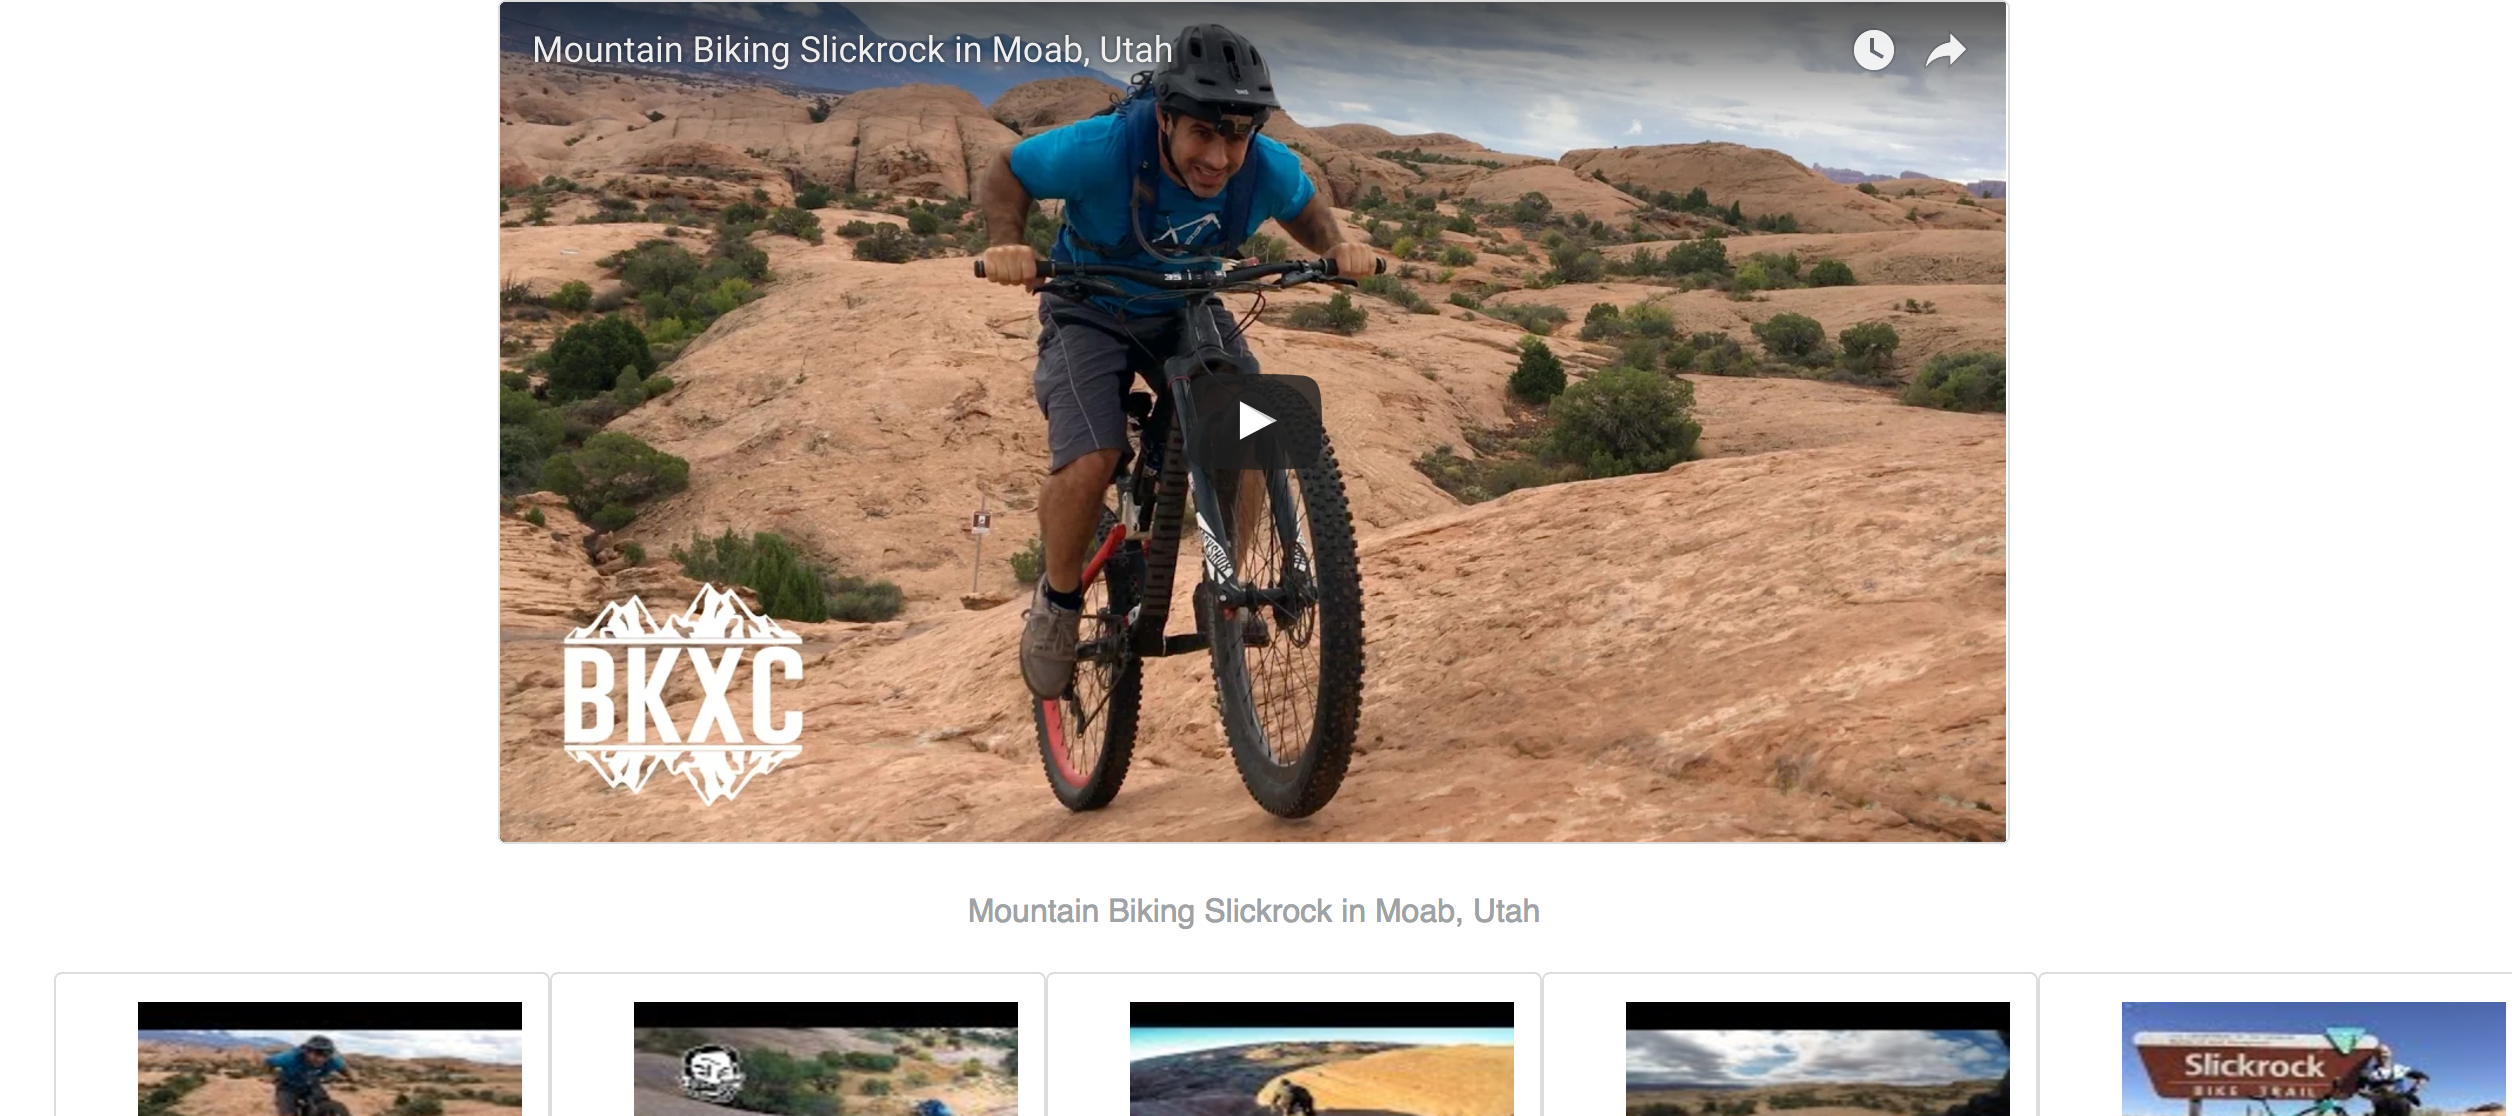 Mountain Biking Slickrock in Moab, Utah
BKXC
Mountain Biking Slickrock in Moab, Utah
Slickrock
BIKE TRAIL